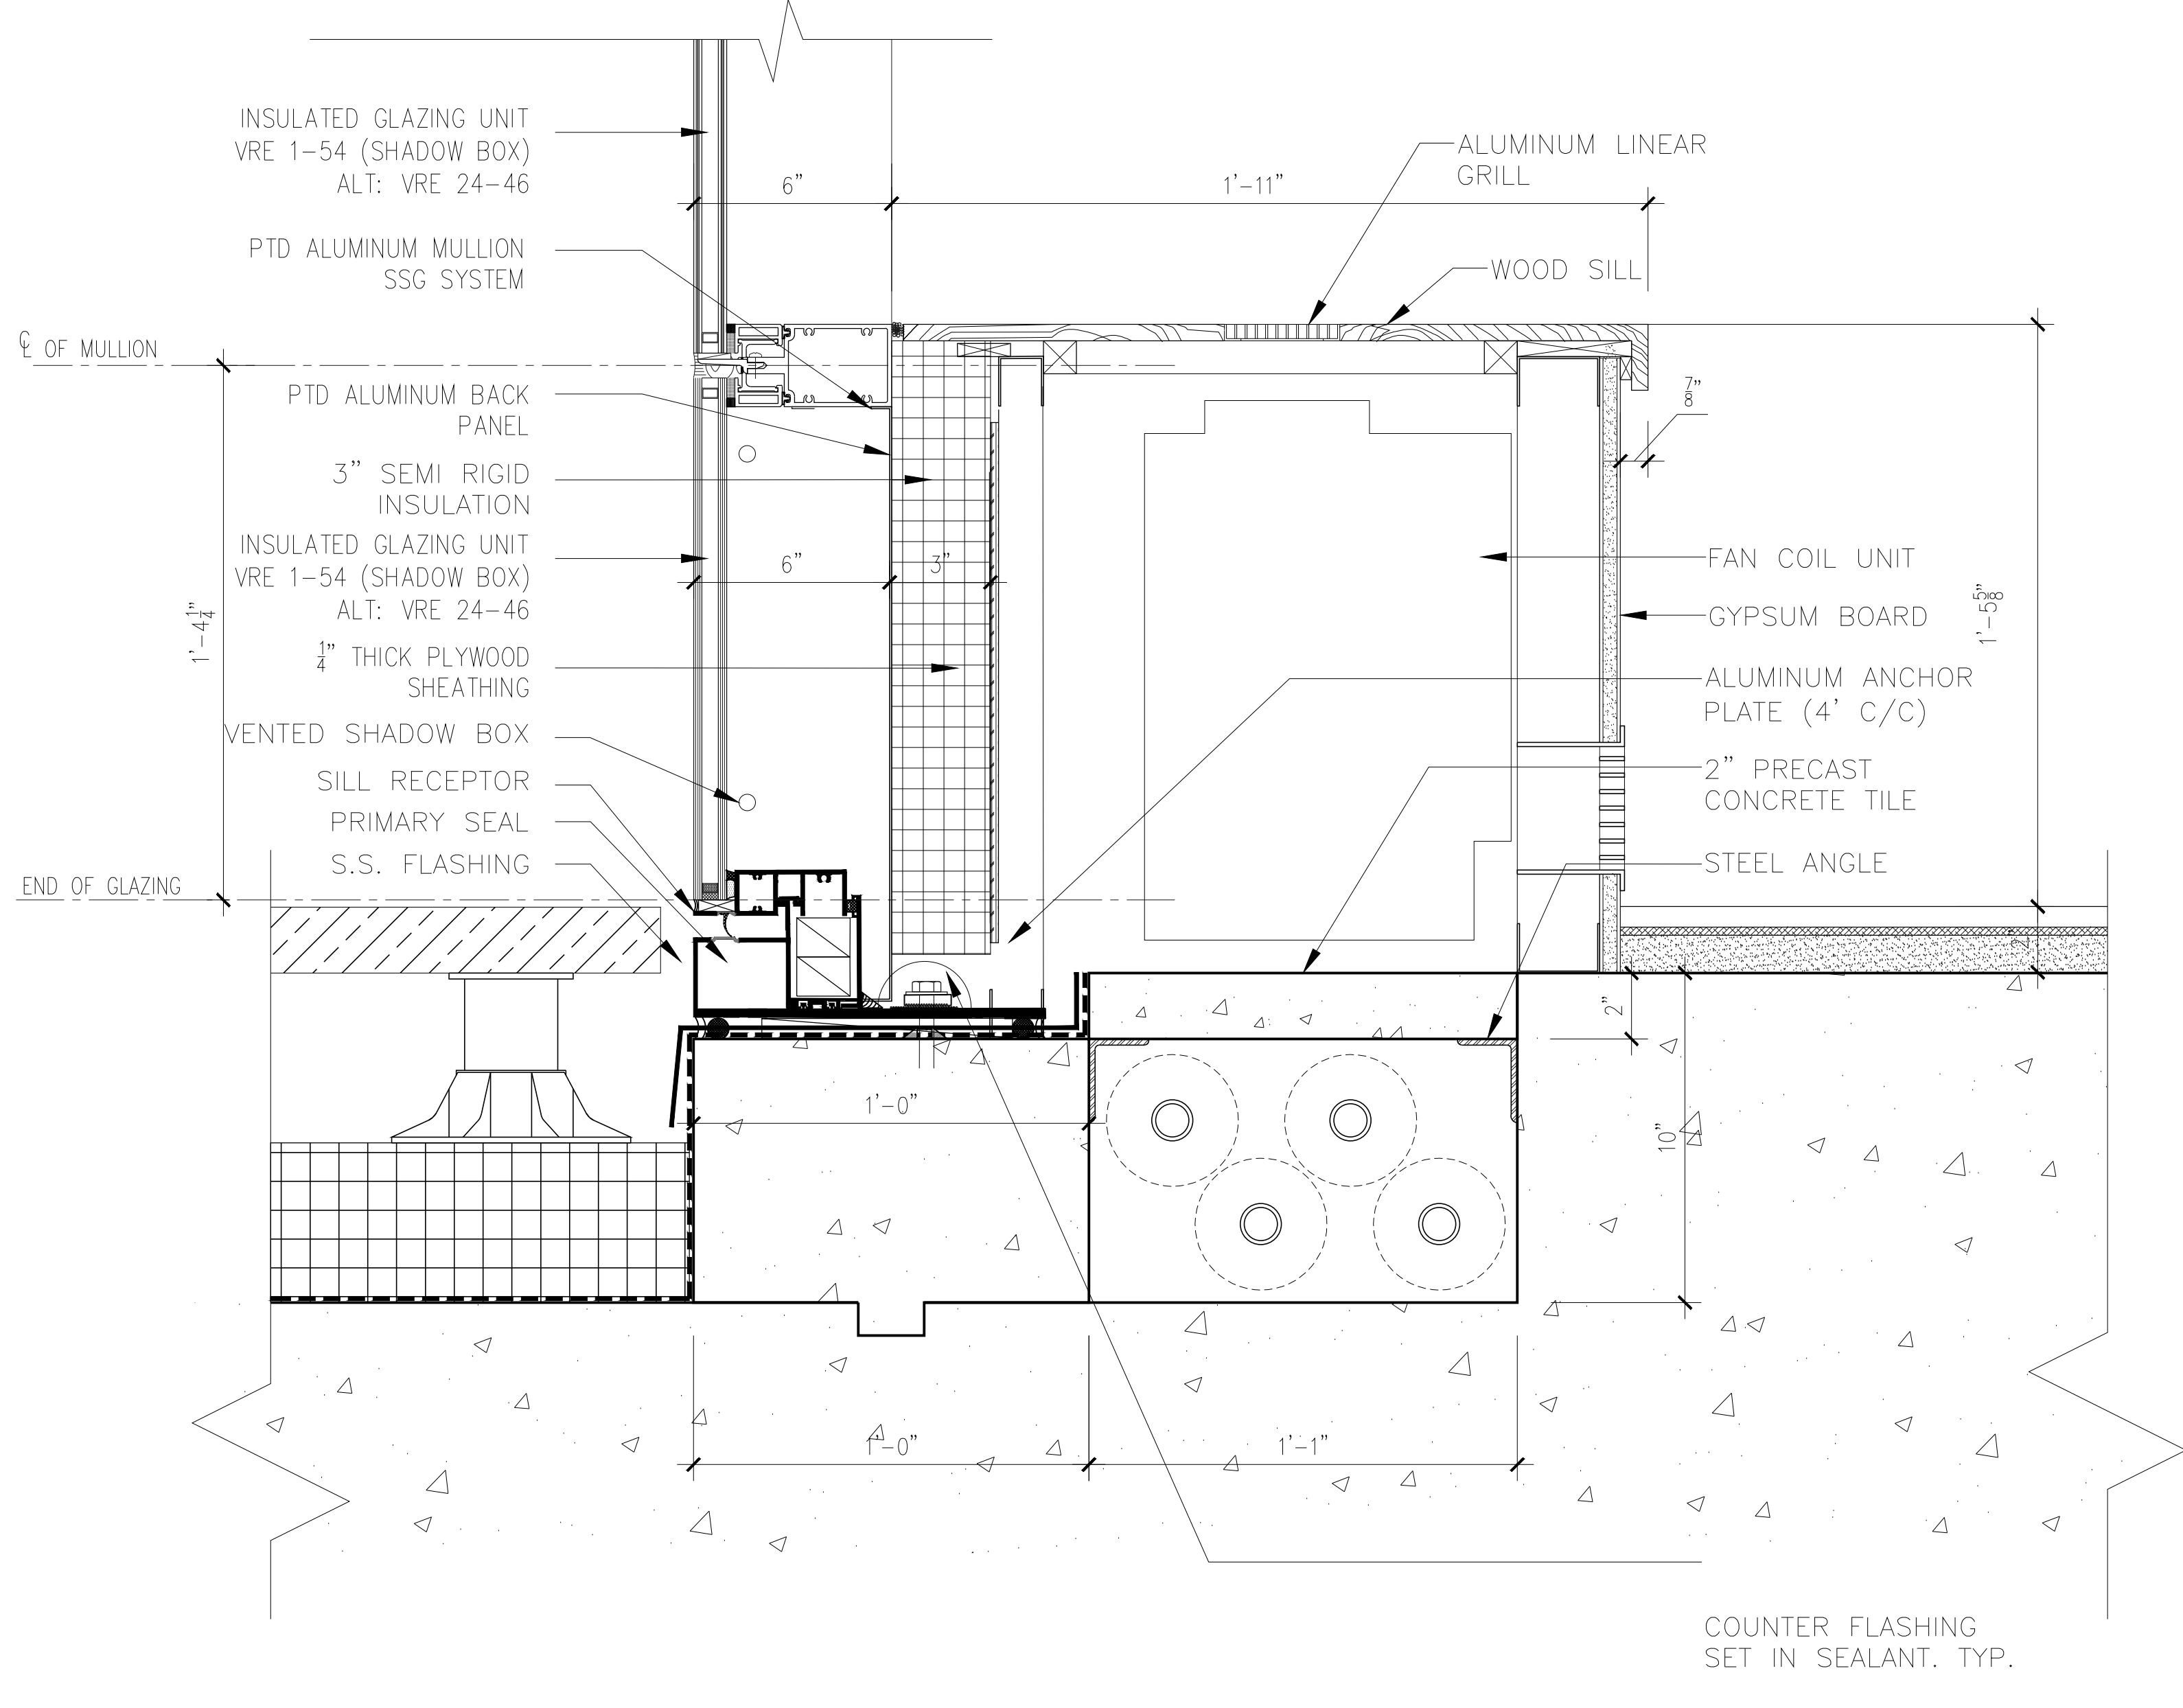 INSULATED GLAZING UNIT
VRE 1-54 (SHADOW BOX)
ALT: VRE 24-46
ALUMINUM LINEAR
GRILL
6"
1'-11"
PTD ALUMINUM MULLION
SSG SYSTEM
WOOD SILL
℄ OF MULLION
PTD ALUMINUM BACK
PANEL
7/8"
3" SEMI RIGID
INSULATION
INSULATED GLAZING UNIT
VRE 1-54 (SHADOW BOX)
ALT: VRE 24-46
6"
3"
FAN COIL UNIT
1'-4 1/4"
1'-5 5/8"
GYPSUM BOARD
1/4" THICK PLYWOOD
SHEATHING
ALUMINUM ANCHOR
PLATE (4' C/C)
VENTED SHADOW BOX
SILL RECEPTOR
2" PRECAST
CONCRETE TILE
PRIMARY SEAL
S.S. FLASHING
STEEL ANGLE
END OF GLAZING
2"
2"
1'-0"
10"
1'-0"
1'-1"
COUNTER FLASHING
SET IN SEALANT. TYP.